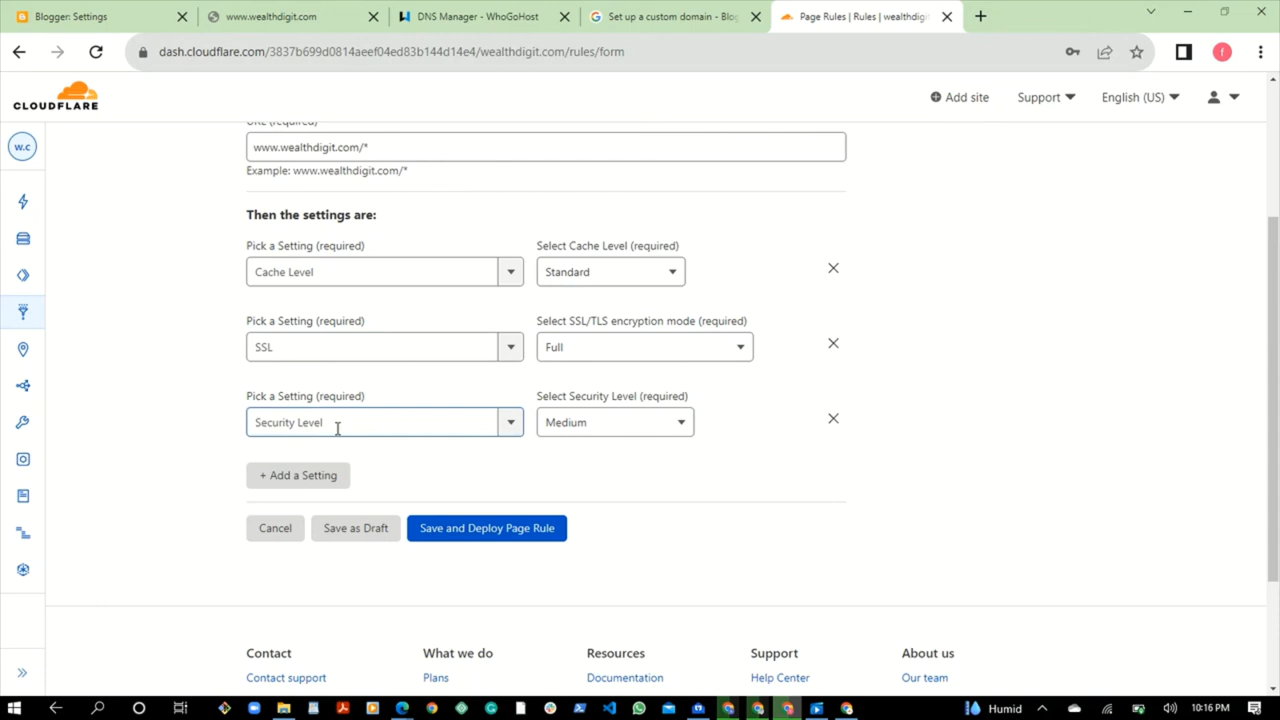 Blogger: Settings
www.wealthdigit.com
DNS Manager - WhoGoHost
Set up a custom domain - Blog
Page Rules | Rules | wealthdigit
dash.cloudflare.com/3837b699d0814aeef04ed83b144d14e4/wealthdigit.com/rules/form
f
CLOUDFLARE
Add site
Support
English (US)
w.c
URL (required)
www.wealthdigit.com/*
Example: www.wealthdigit.com/*
Then the settings are:
Pick a Setting (required)
Select Cache Level (required)
Cache Level
Standard
Pick a Setting (required)
Select SSL/TLS encryption mode (required)
SSL
Full
Pick a Setting (required)
Select Security Level (required)
Security Level
Medium
+ Add a Setting
Cancel
Save as Draft
Save and Deploy Page Rule
Contact
What we do
Resources
Support
About us
Contact support
Plans
Documentation
Help Center
Our team
Humid
10:16 PM